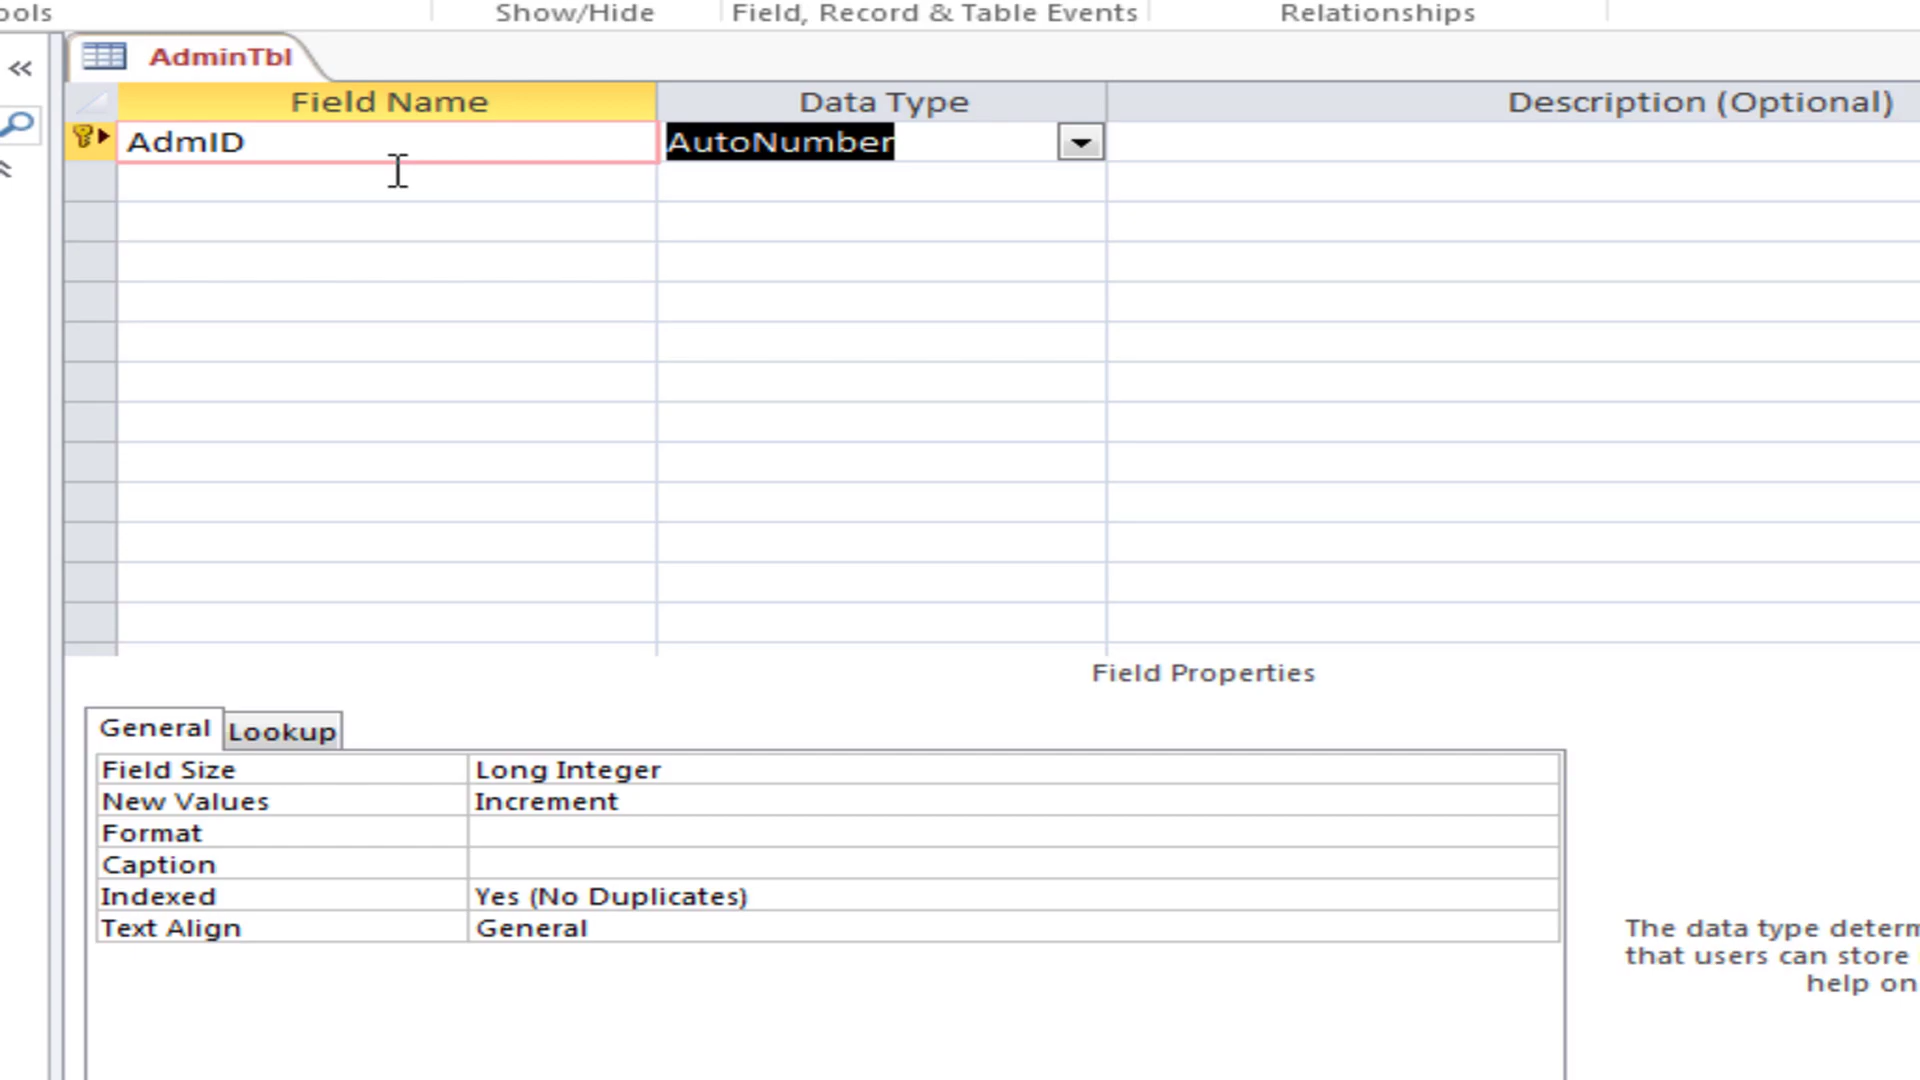 ools
Show/Hide
Field, Record & Table Events
Relationships
AdminTbl
Field Name
Data Type
Description (Optional)
AdmID
AutoNumber
Field Properties
General
Lookup
Field Size
Long Integer
New Values
Increment
Format
Caption
Indexed
Yes (No Duplicates)
Text Align
General
The data type determ
that users can store
help on